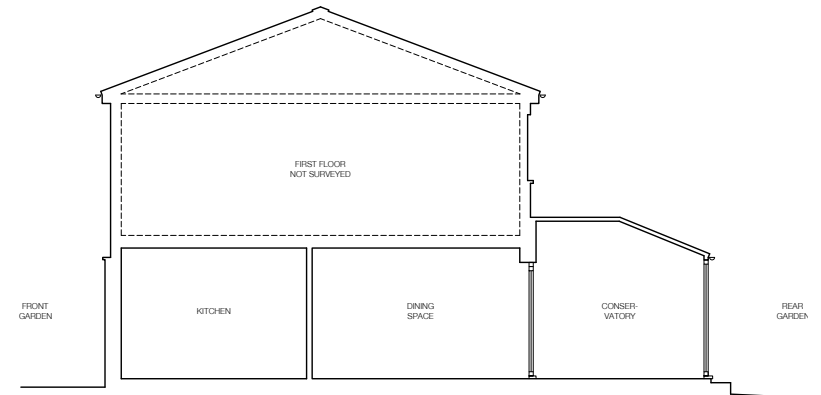 FIRST FLOOR
NOT SURVEYED
FRONT
GARDEN
KITCHEN
DINING
SPACE
CONSER-
VATORY
REAR
GARDEN